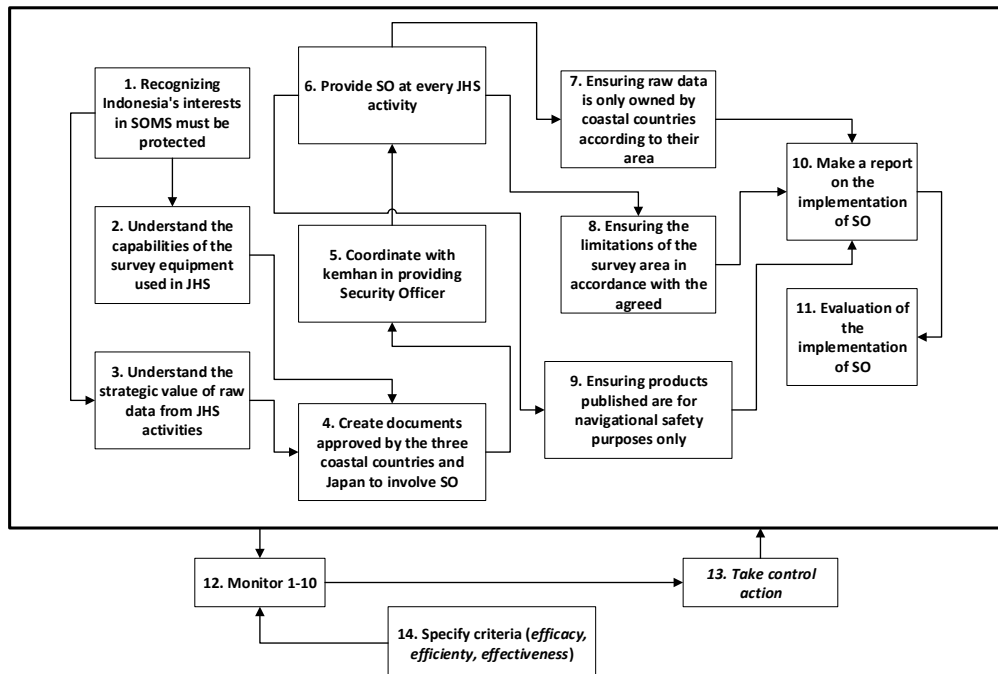 1. Recognizing
Indonesia's interests
in SOMS must be
protected
2. Understand the
capabilities of the
survey equipment
used in JHS
3. Understand the
strategic value of raw
data from JHS
activities
4. Create documents
approved by the three
coastal countries and
Japan to involve SO
5. Coordinate with
kemhan in providing
Security Officer
6. Provide SO at every JHS
activity
7. Ensuring raw data
is only owned by
coastal countries
according to their
area
8. Ensuring the
limitations of the
survey area in
accordance with the
agreed
9. Ensuring products
published are for
navigational safety
purposes only
10. Make a report
on the
implementation
of SO
11. Evaluation of
the
implementation
of SO
12. Monitor 1-10
13. Take control
action
14. Specify criteria (efficacy,
efficienty, effectiveness)